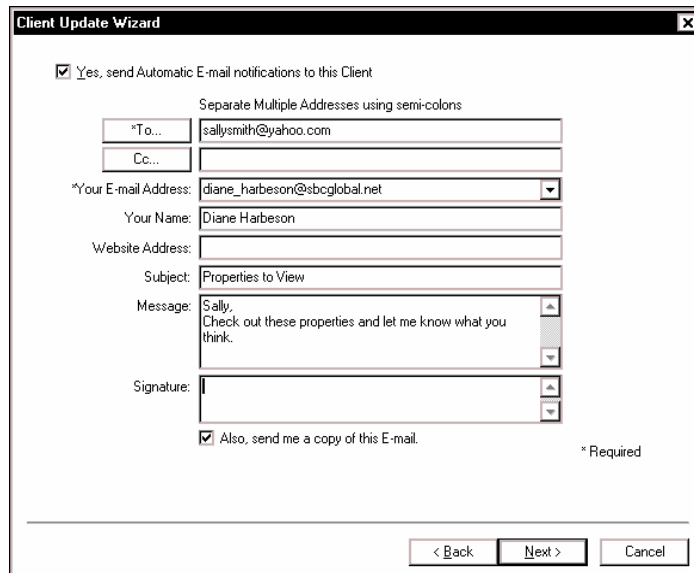 Client Update Wizard
Yes, send Automatic E-mail notifications to this Client
Separate Multiple Addresses using semi-colons
*To... sallysmith@yahoo.com
Cc...
*Your E-mail Address: diane_harbeson@sbcglobal.net
Your Name: Diane Harbeson
Website Address:
Subject: Properties to View
Message: Sally,
Check out these properties and let me know what you
think.
Signature:
Also, send me a copy of this E-mail.
* Required
< Back Next > Cancel